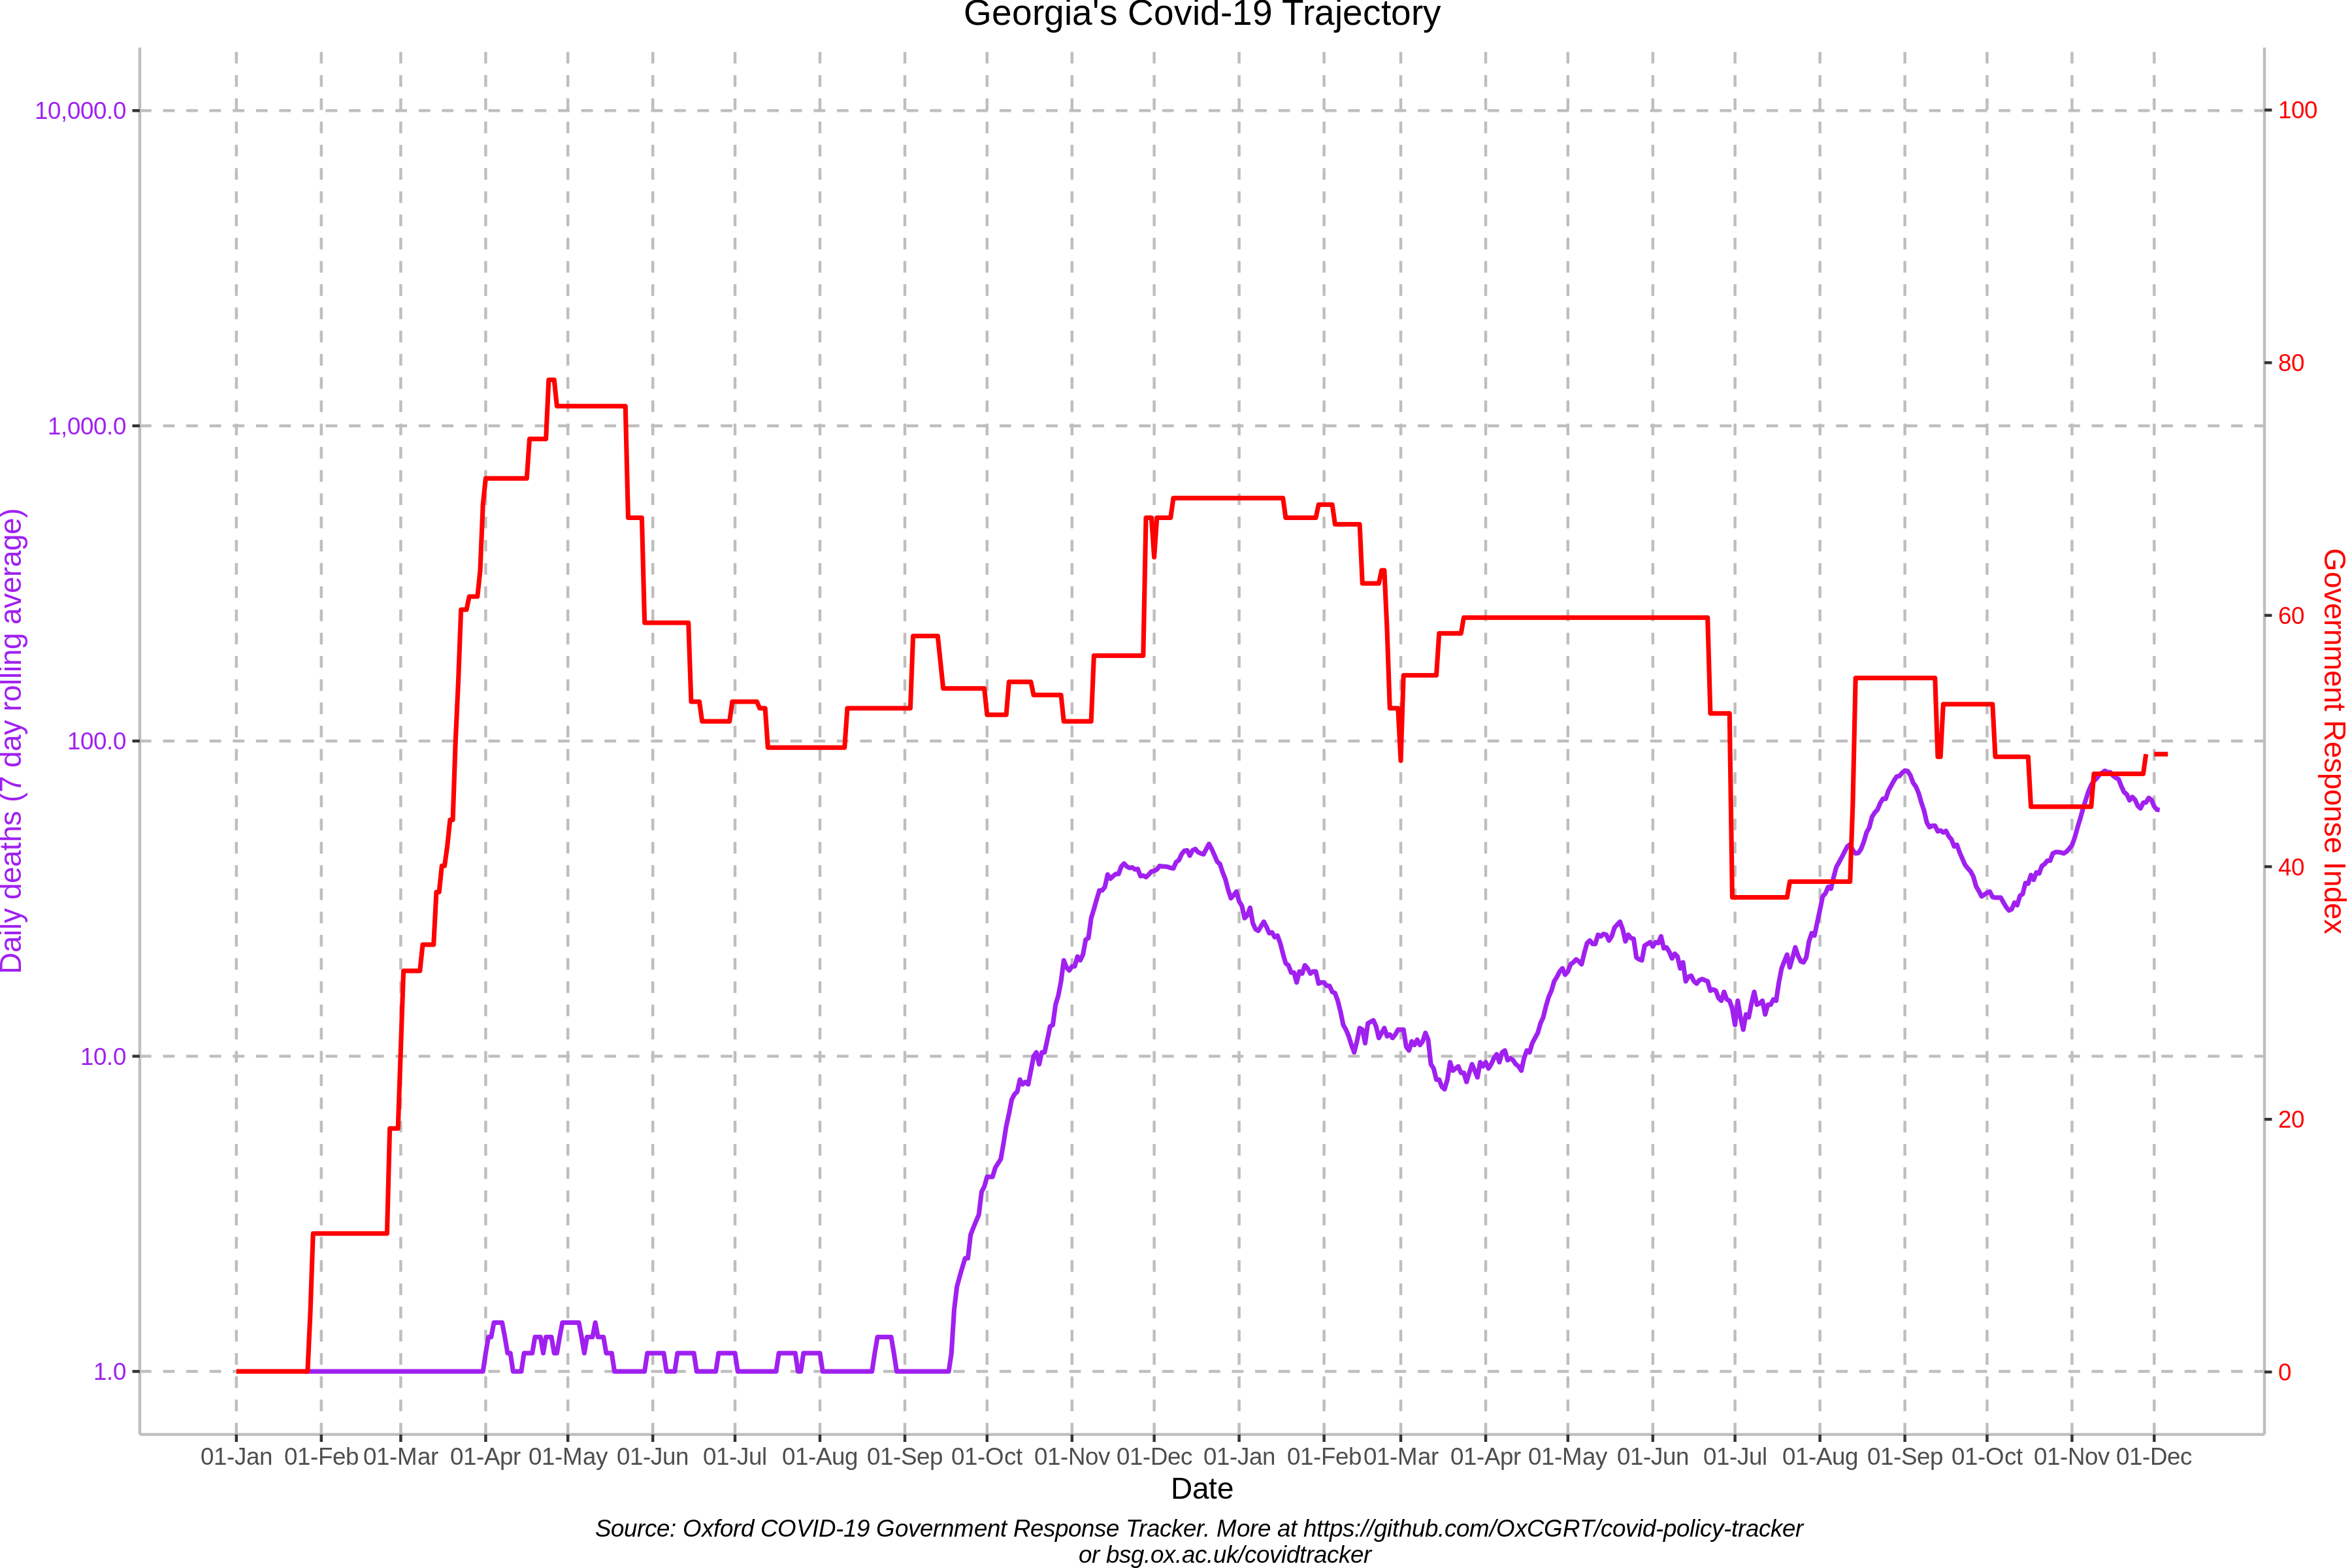 Georgia's Covid-19 Trajectory
10,000.0
1,000.0
100.0
10.0
1.0
Daily deaths (7 day rolling average)
100
80
60
40
20
0
Government Response Index
01-Jan 01-Feb 01-Mar 01-Apr 01-May 01-Jun 01-Jul 01-Aug 01-Sep 01-Oct 01-Nov 01-Dec 01-Jan 01-Feb 01-Mar 01-Apr 01-May 01-Jun 01-Jul 01-Aug 01-Sep 01-Oct 01-Nov 01-Dec
Date
Source: Oxford COVID-19 Government Response Tracker. More at https://github.com/OxCGRT/covid-policy-tracker
or bsg.ox.ac.uk/covidtracker